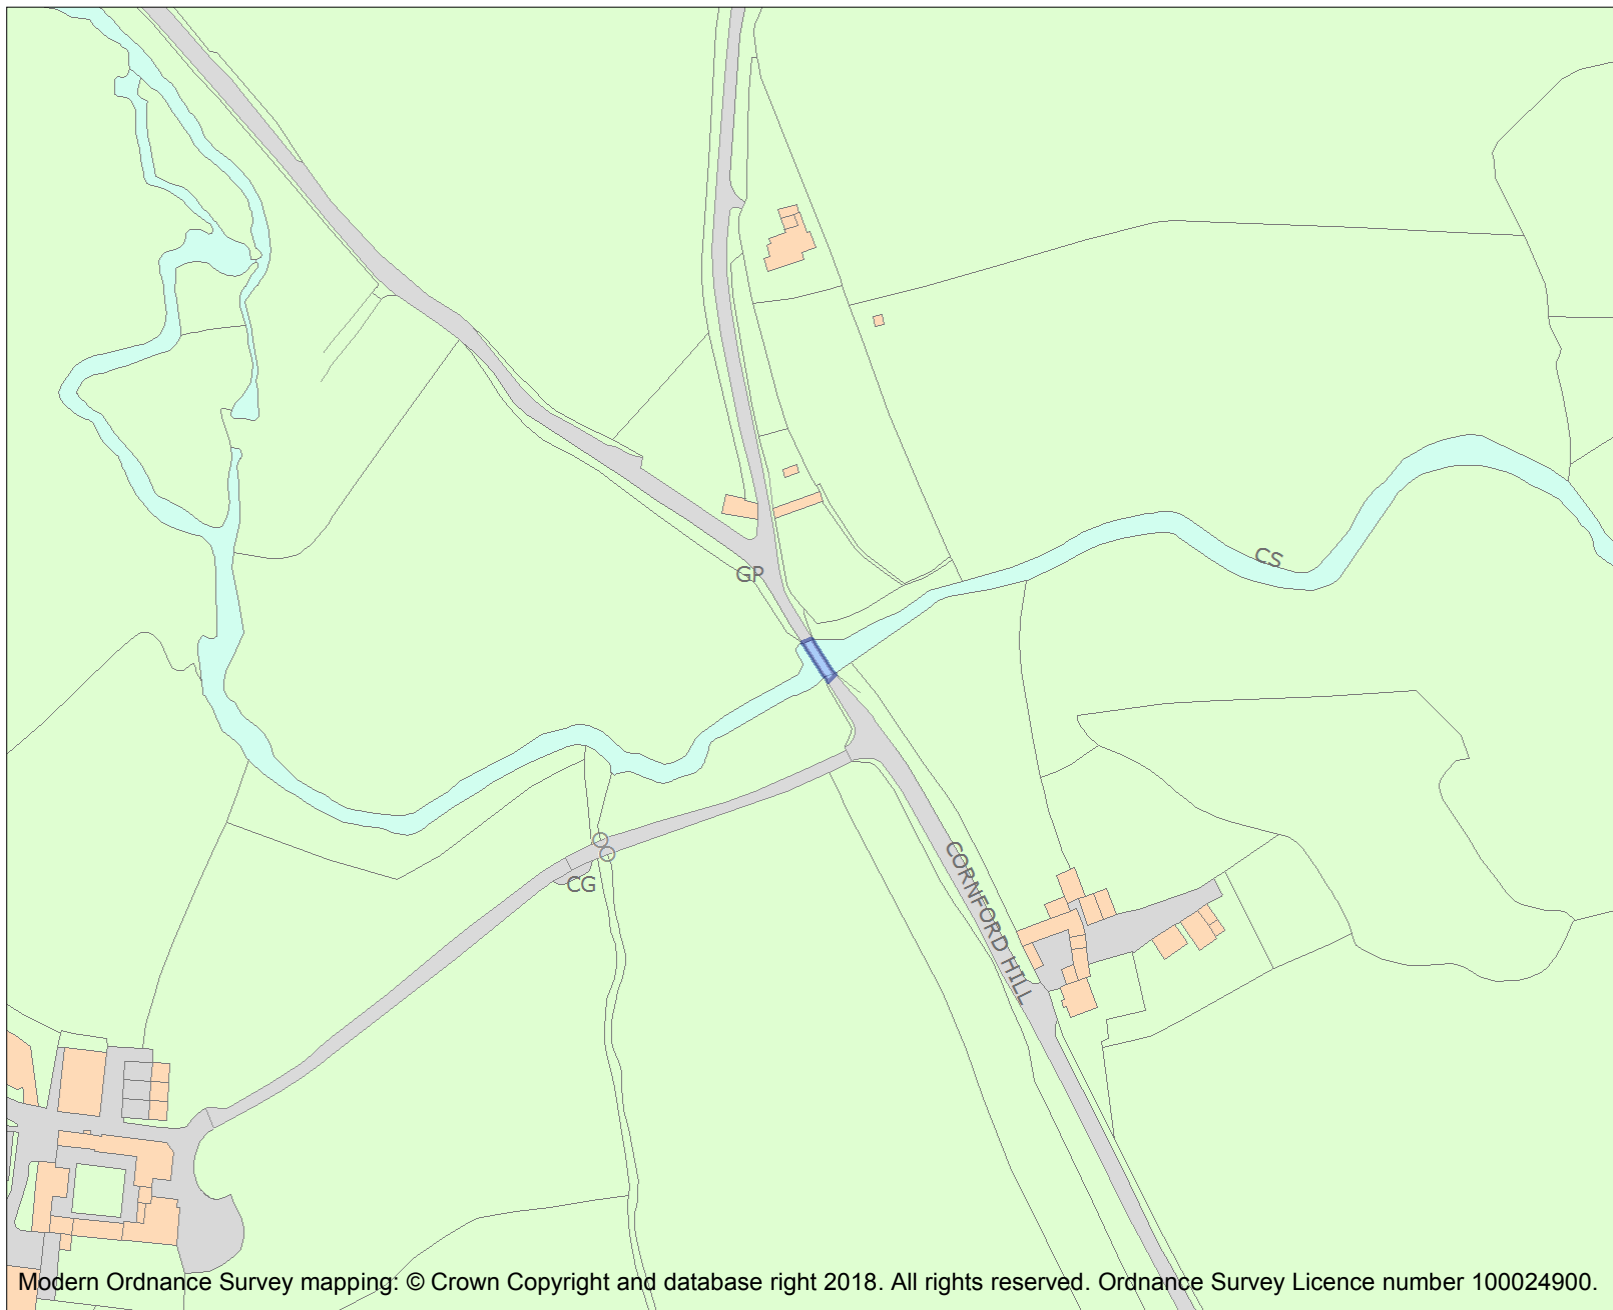 CS
GP
CORNFORD HILL
CG
Modern Ordnance Survey mapping: © Crown Copyright and database right 2018. All rights reserved. Ordnance Survey Licence number 100024900.